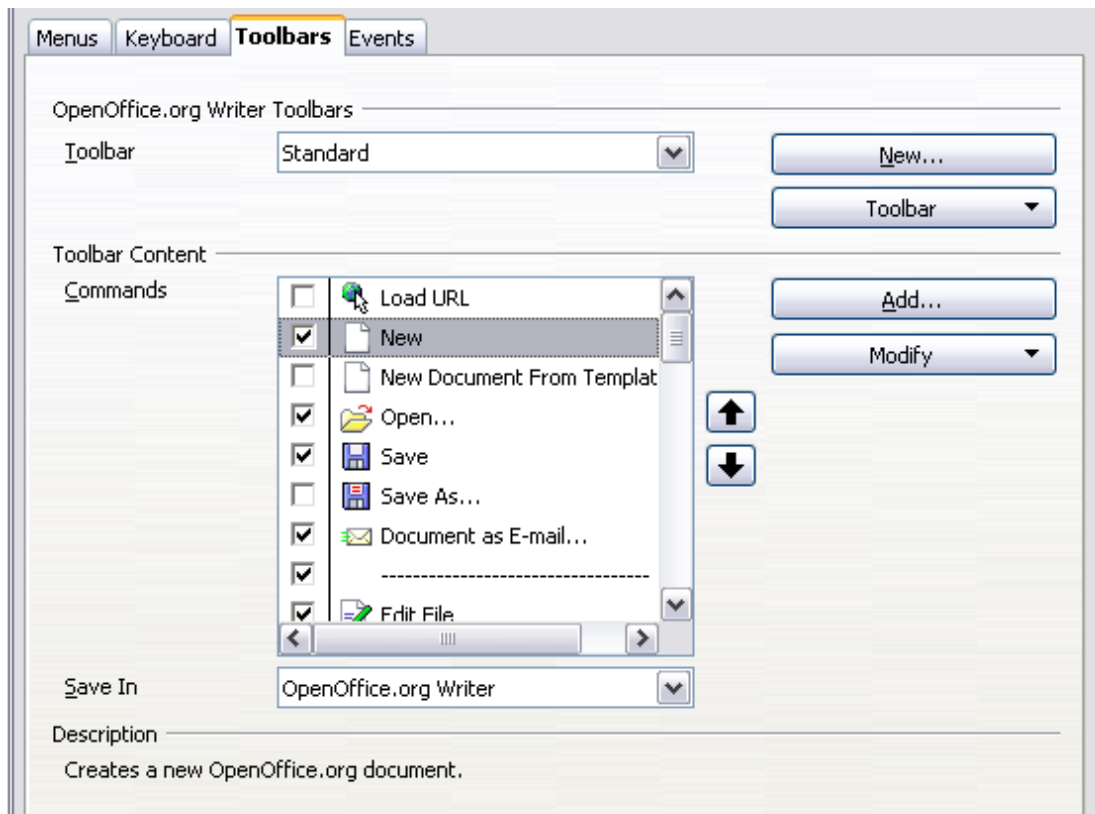 Menus Keyboard Toolbars Events
OpenOffice.org Writer Toolbars
Toolbar Standard New...
Toolbar
Toolbar Content
Commands Load URL Add...
New
Modify
New Document From Templat
Open...
Save
Save As...
Document as E-mail...
---------------------------------
Edit File
Save In OpenOffice.org Writer
Description
Creates a new OpenOffice.org document.